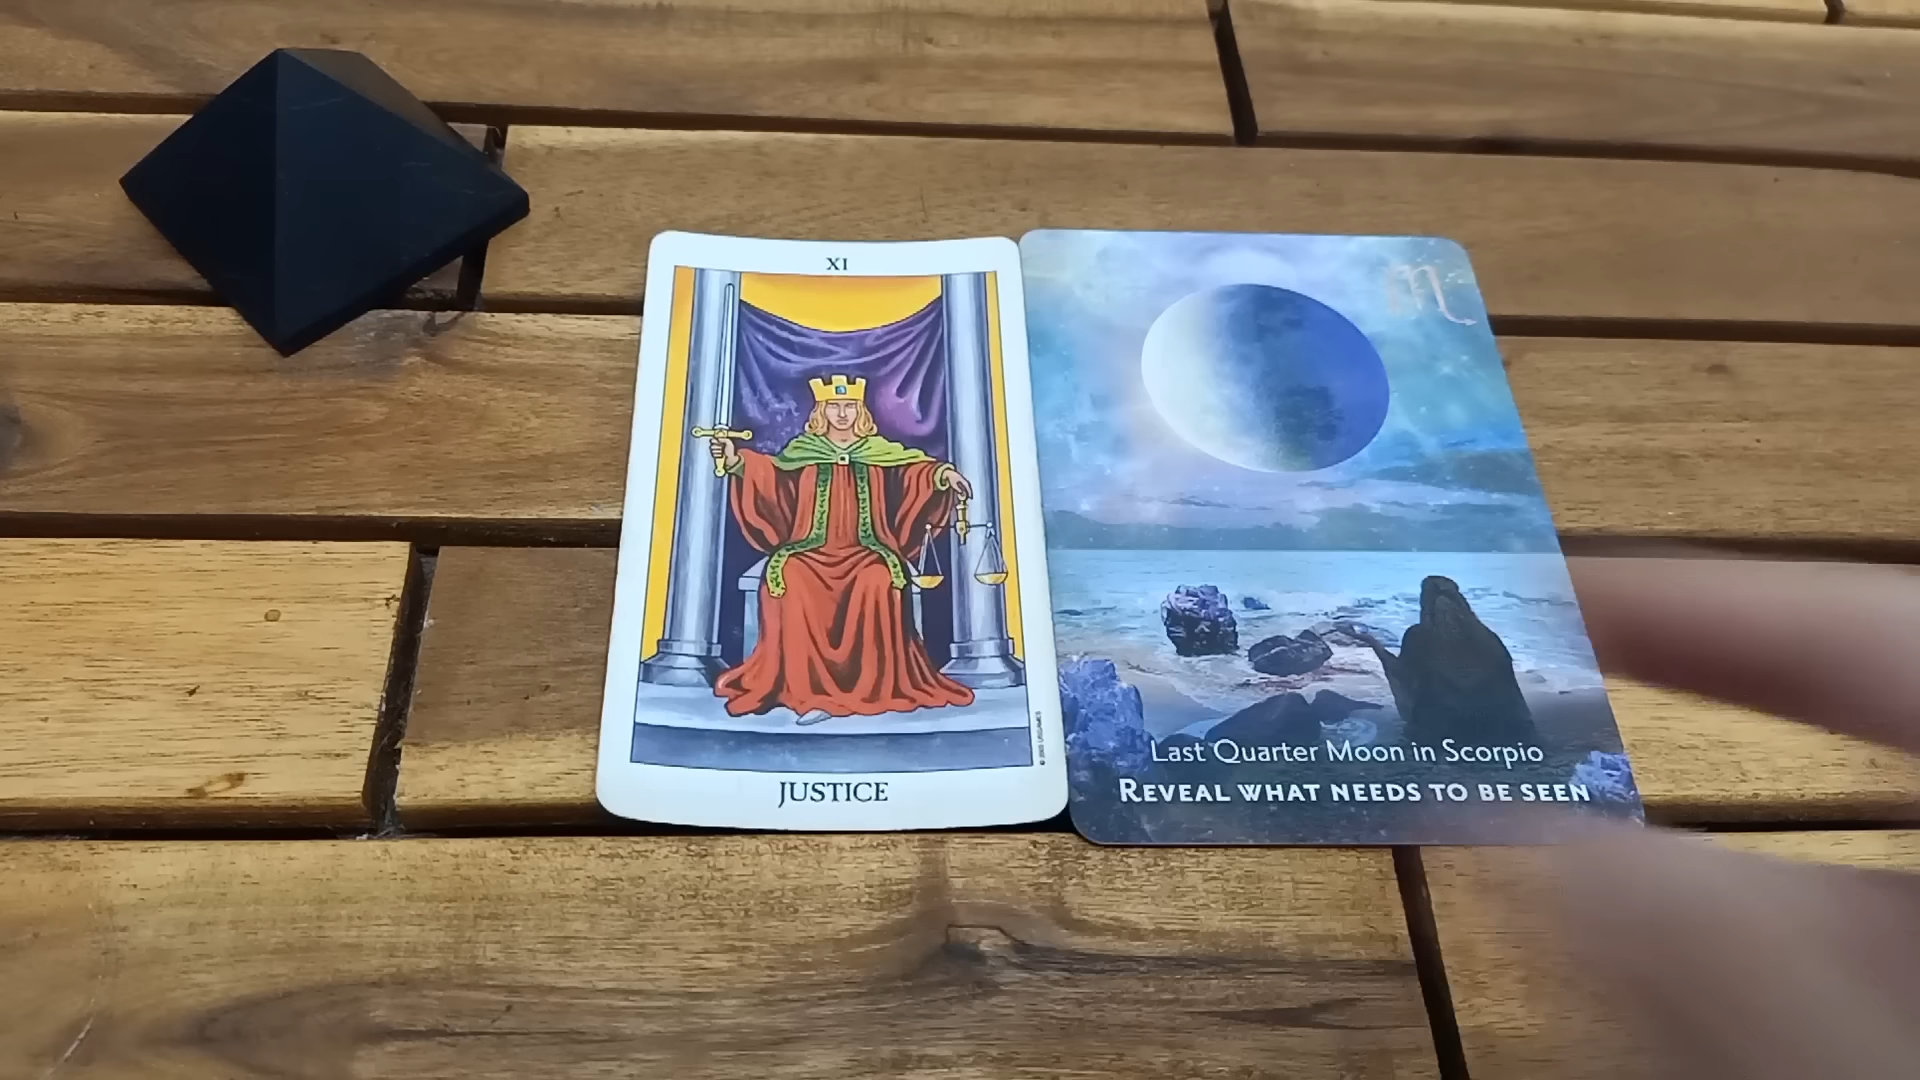 XI
JUSTICE
Last Quarter Moon in Scorpio
REVEAL WHAT NEEDS TO BE SEEN